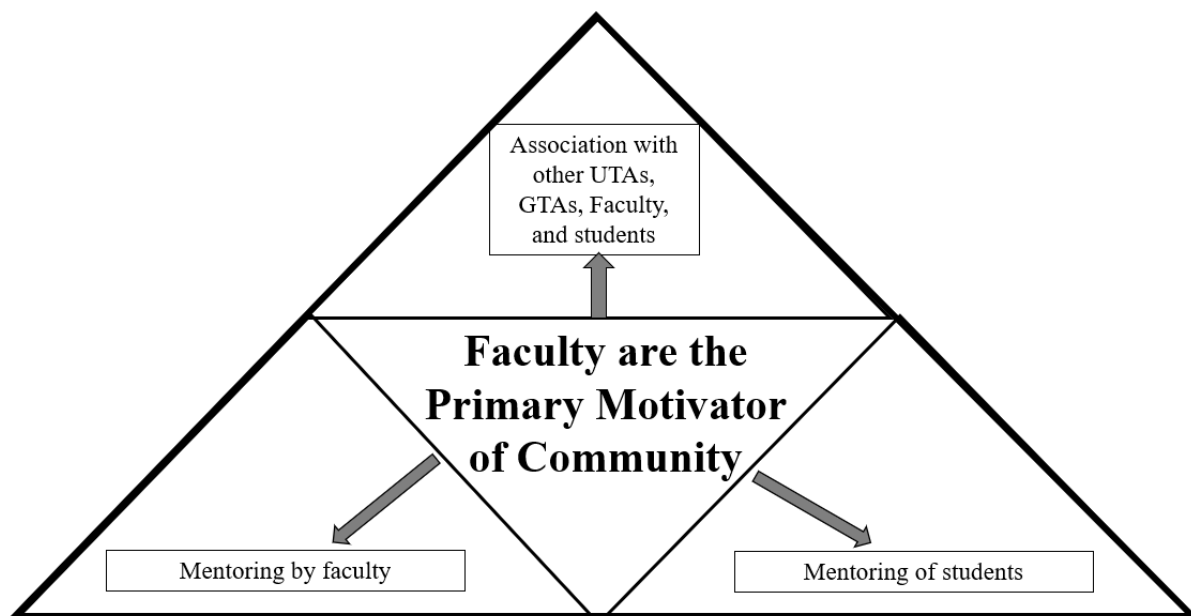 Association with
other UTAs,
GTAs, Faculty,
and students
Faculty are the
Primary Motivator
of Community
Mentoring by faculty
Mentoring of students